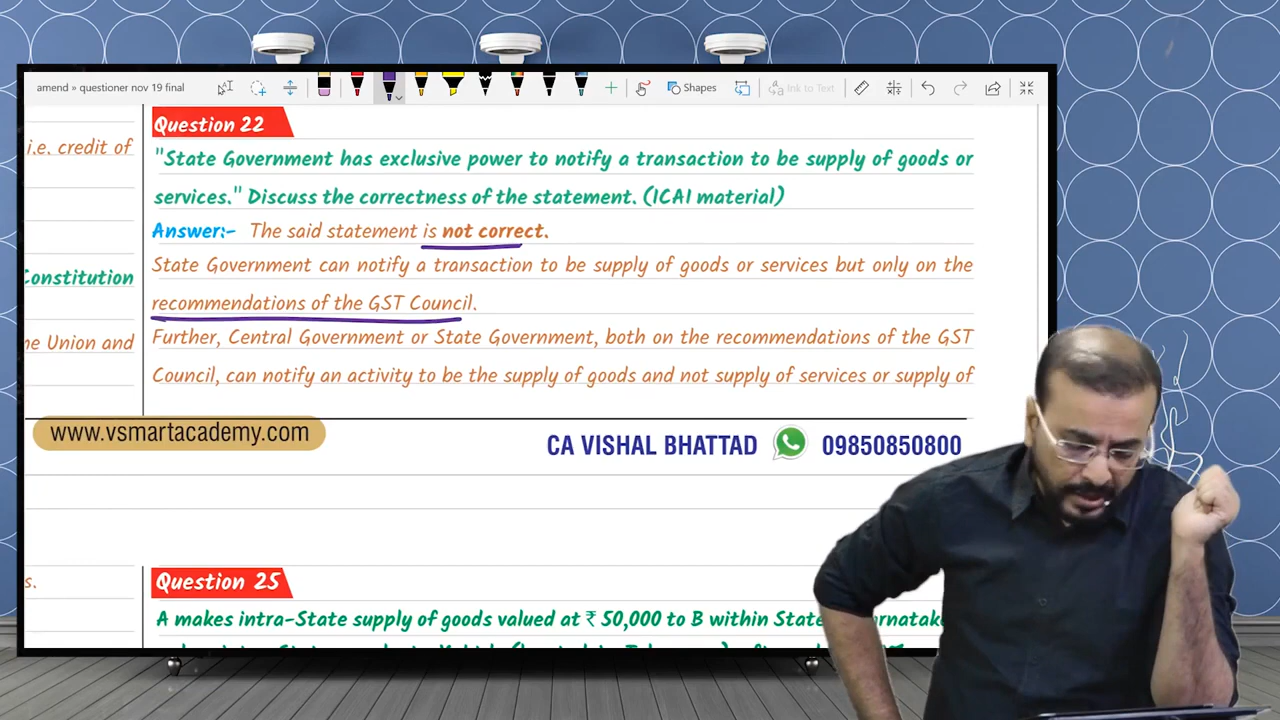 amend » questioner nov 19 final
Shapes
Ink to Text
i.e. credit of
Constitution
ne Union and
s.
Question 22
"State Government has exclusive power to notify a transaction to be supply of goods or
services." Discuss the correctness of the statement. (ICAI material)
Answer:- The said statement is not correct.
State Government can notify a transaction to be supply of goods or services but only on the
recommendations of the GST Council.
Further, Central Government or State Government, both on the recommendations of the GST
Council, can notify an activity to be the supply of goods and not supply of services or supply of
www.vsmartacademy.com
CA VISHAL BHATTAD 09850850800
Question 25
A makes intra-State supply of goods valued at ₹ 50,000 to B within State